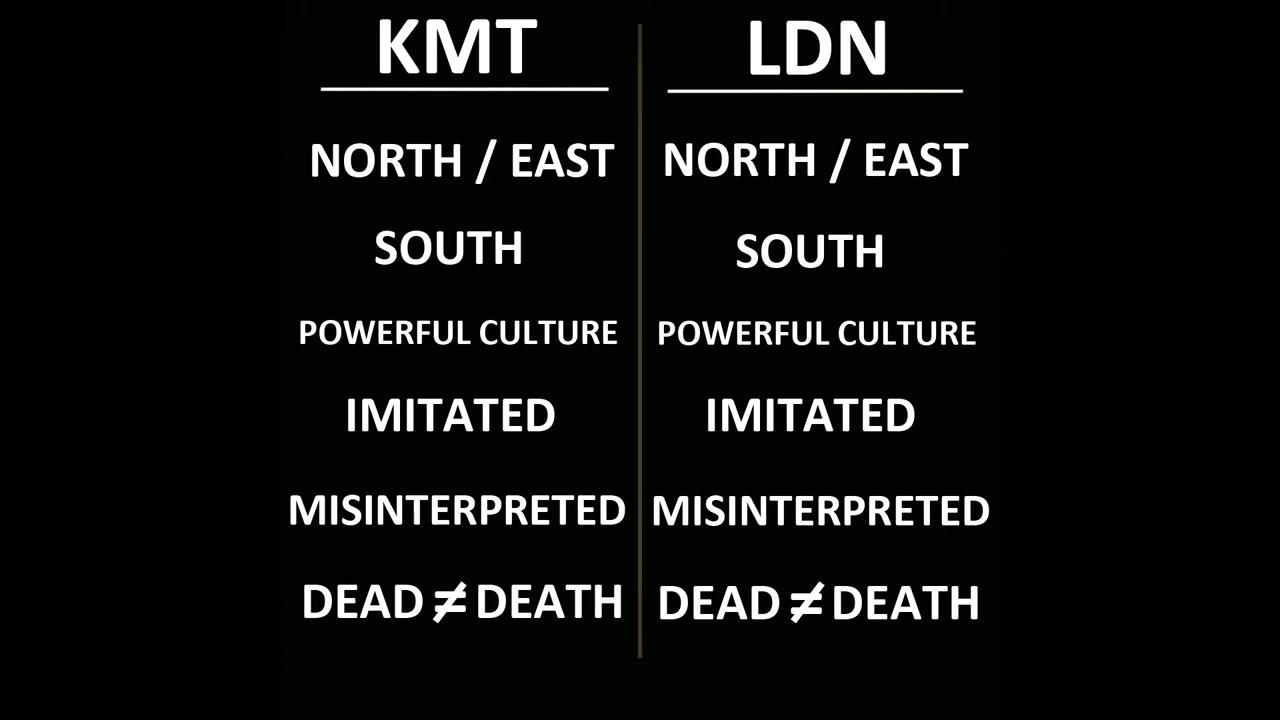 KMT
NORTH / EAST
SOUTH
POWERFUL CULTURE
IMITATED
MISINTERPRETED
DEAD ≠ DEATH
LDN
NORTH / EAST
SOUTH
POWERFUL CULTURE
IMITATED
MISINTERPRETED
DEAD ≠ DEATH